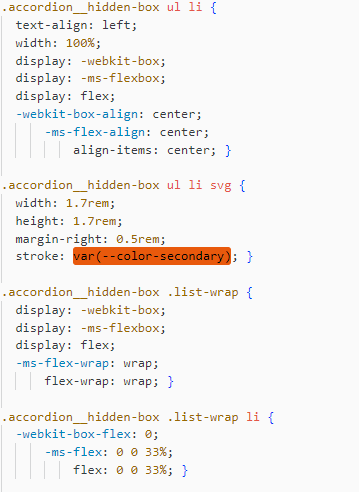 .accordion__hidden-box ul li {
  text-align: left;
  width: 100%;
  display: -webkit-box;
  display: -ms-flexbox;
  display: flex;
  -webkit-box-align: center;
      -ms-flex-align: center;
          align-items: center; }

.accordion__hidden-box ul li svg {
  width: 1.7rem;
  height: 1.7rem;
  margin-right: 0.5rem;
  stroke: var(--color-secondary); }

.accordion__hidden-box .list-wrap {
  display: -webkit-box;
  display: -ms-flexbox;
  display: flex;
  -ms-flex-wrap: wrap;
      flex-wrap: wrap; }

.accordion__hidden-box .list-wrap li {
  -webkit-box-flex: 0;
      -ms-flex: 0 0 33%;
          flex: 0 0 33%; }